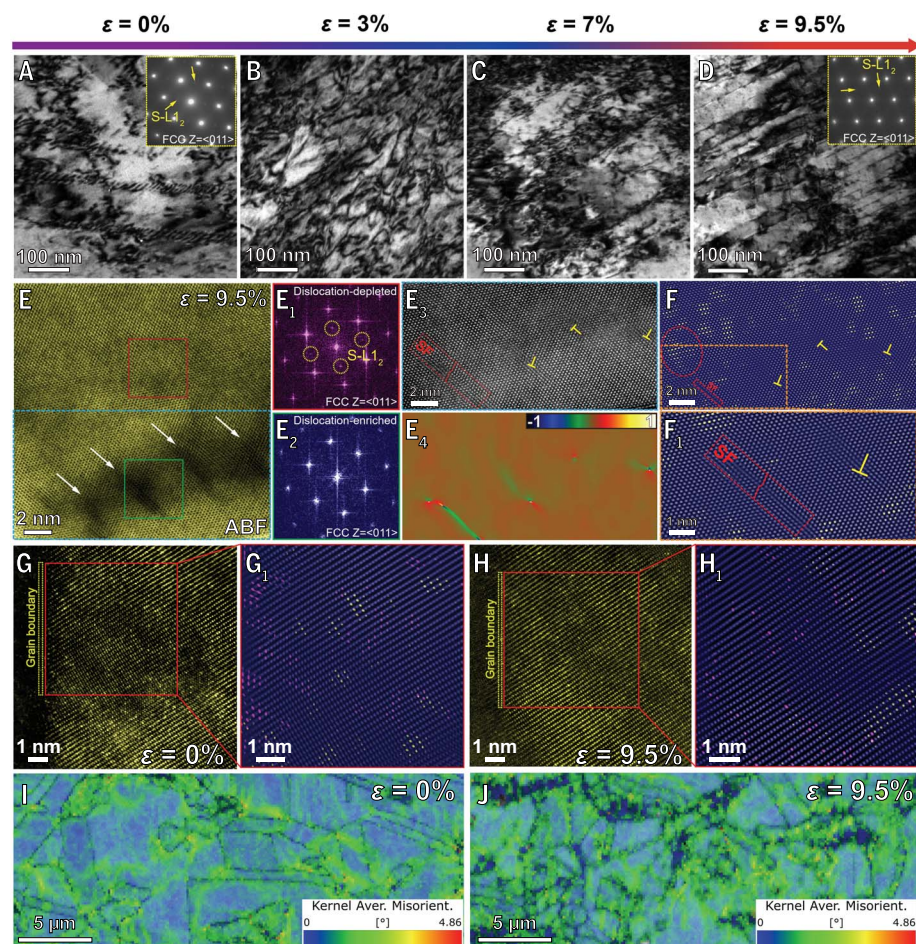 ε = 0% ε = 3% ε = 7% ε = 9.5%
A
S-L1₂
FCC Z=<011>
100 nm
B
100 nm
C
100 nm
D
S-L1₂
FCC Z=<011>
100 nm
E
ε = 9.5%
2 nm
ABF
E₁
Dislocation-depleted
S-L1₂
FCC Z=<011>
E₂
Dislocation-enriched
FCC Z=<011>
E₃
SF
2 nm
E₄
-1 1
F
SF
2 nm
F₁
SF
1 nm
G
Grain boundary
1 nm
ε = 0%
G₁
1 nm
H
Grain boundary
1 nm
ε = 9.5%
H₁
1 nm
I
ε = 0%
5 μm
Kernel Aver. Misorient.
0 [°] 4.86
J
ε = 9.5%
5 μm
Kernel Aver. Misorient.
0 [°] 4.86